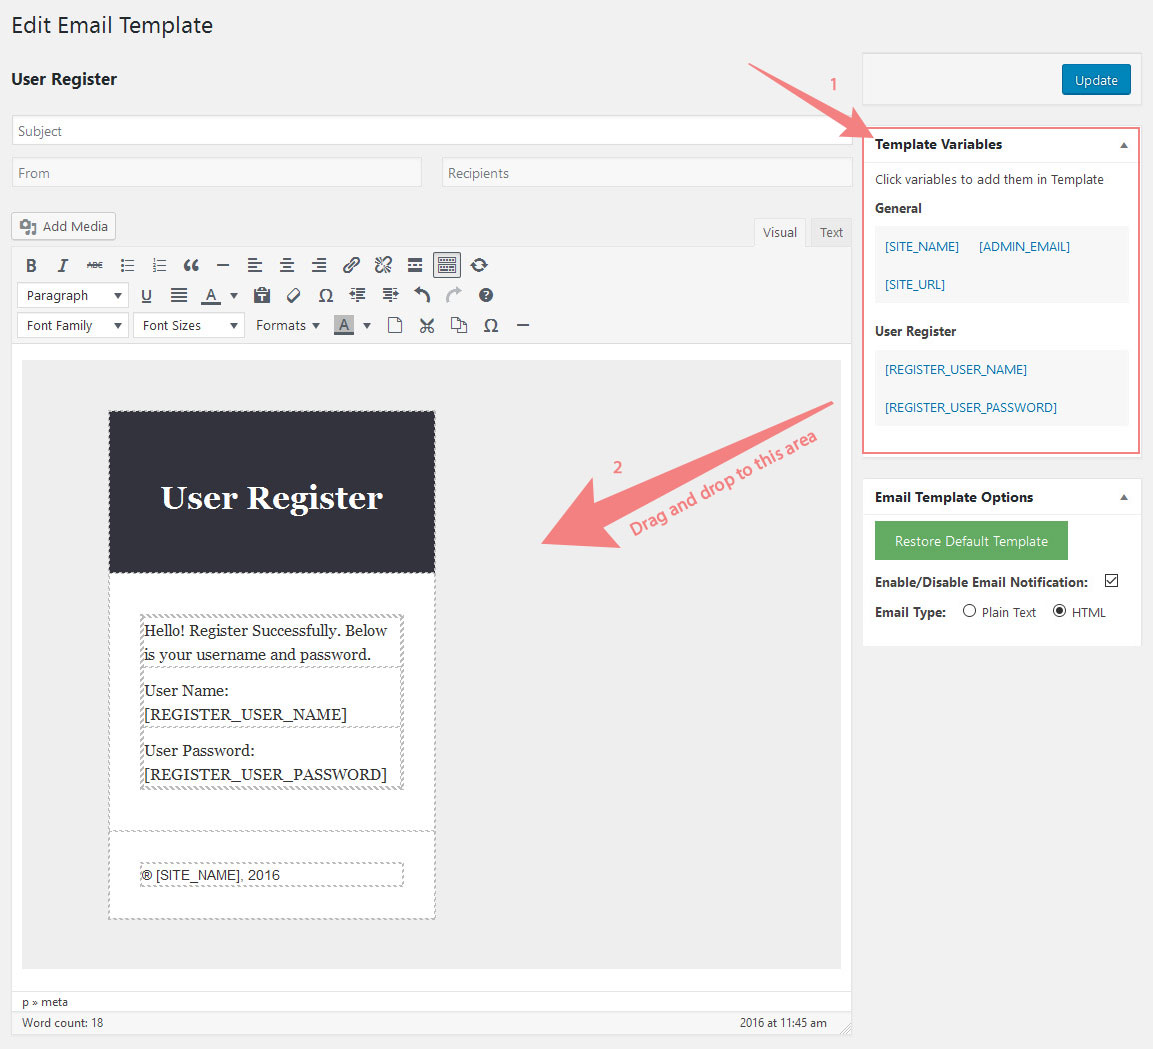 Edit Email Template
User Register
1
Update
Subject
From
Recipients
Template Variables
Click variables to add them in Template
General
[SITE_NAME] [ADMIN_EMAIL]
[SITE_URL]
User Register
[REGISTER_USER_NAME]
[REGISTER_USER_PASSWORD]
Add Media
Visual
Text
B I ABC
Paragraph
U A Ω
Font Family
Font Sizes
Formats
A Ω
2
Drag and drop to this area
User Register
Hello! Register Successfully. Below
is your username and password.
User Name:
[REGISTER_USER_NAME]
User Password:
[REGISTER_USER_PASSWORD]
® [SITE_NAME], 2016
Email Template Options
Restore Default Template
Enable/Disable Email Notification:
Email Type: Plain Text HTML
p » meta
Word count: 18
2016 at 11:45 am